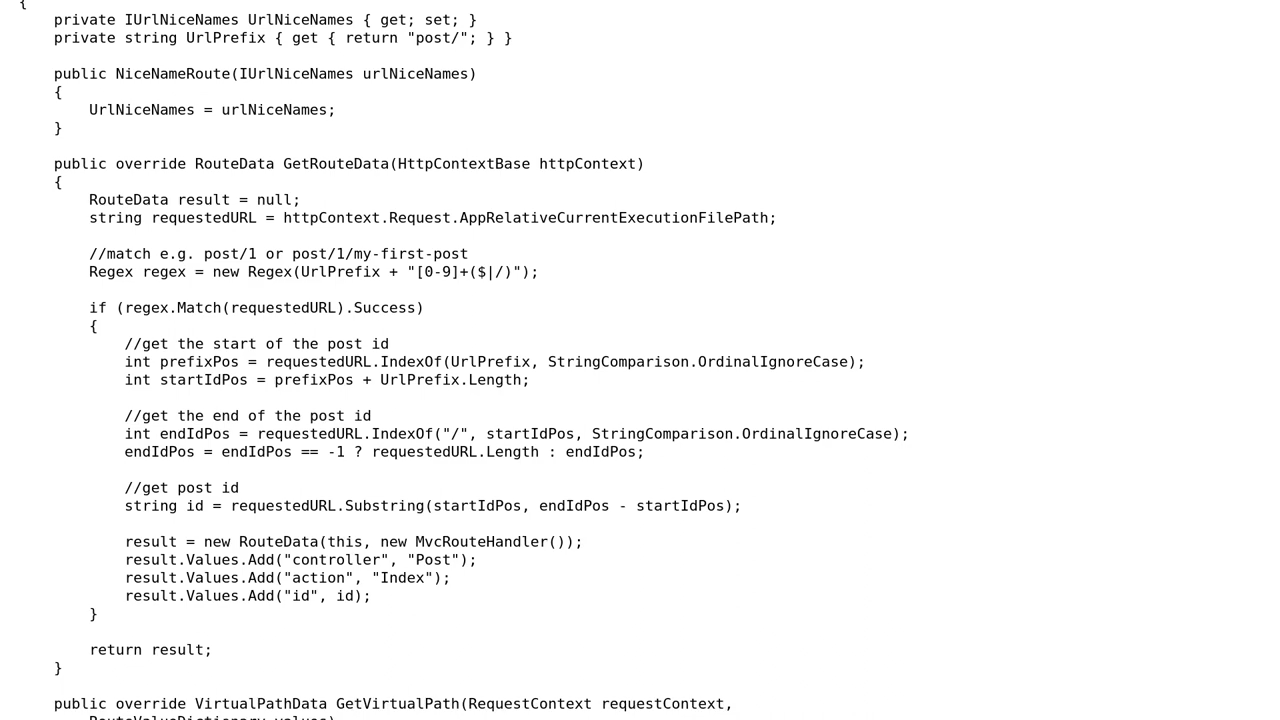 {
    private IUrlNiceNames UrlNiceNames { get; set; }
    private string UrlPrefix { get { return "post/"; } }

    public NiceNameRoute(IUrlNiceNames urlNiceNames)
    {
        UrlNiceNames = urlNiceNames;
    }

    public override RouteData GetRouteData(HttpContextBase httpContext)
    {
        RouteData result = null;
        string requestedURL = httpContext.Request.AppRelativeCurrentExecutionFilePath;

        //match e.g. post/1 or post/1/my-first-post
        Regex regex = new Regex(UrlPrefix + "[0-9]+($|/)");

        if (regex.Match(requestedURL).Success)
        {
            //get the start of the post id
            int prefixPos = requestedURL.IndexOf(UrlPrefix, StringComparison.OrdinalIgnoreCase);
            int startIdPos = prefixPos + UrlPrefix.Length;

            //get the end of the post id
            int endIdPos = requestedURL.IndexOf("/", startIdPos, StringComparison.OrdinalIgnoreCase);
            endIdPos = endIdPos == -1 ? requestedURL.Length : endIdPos;

            //get post id
            string id = requestedURL.Substring(startIdPos, endIdPos - startIdPos);

            result = new RouteData(this, new MvcRouteHandler());
            result.Values.Add("controller", "Post");
            result.Values.Add("action", "Index");
            result.Values.Add("id", id);
        }

        return result;
    }

    public override VirtualPathData GetVirtualPath(RequestContext requestContext,
        RouteValueDictionary values)